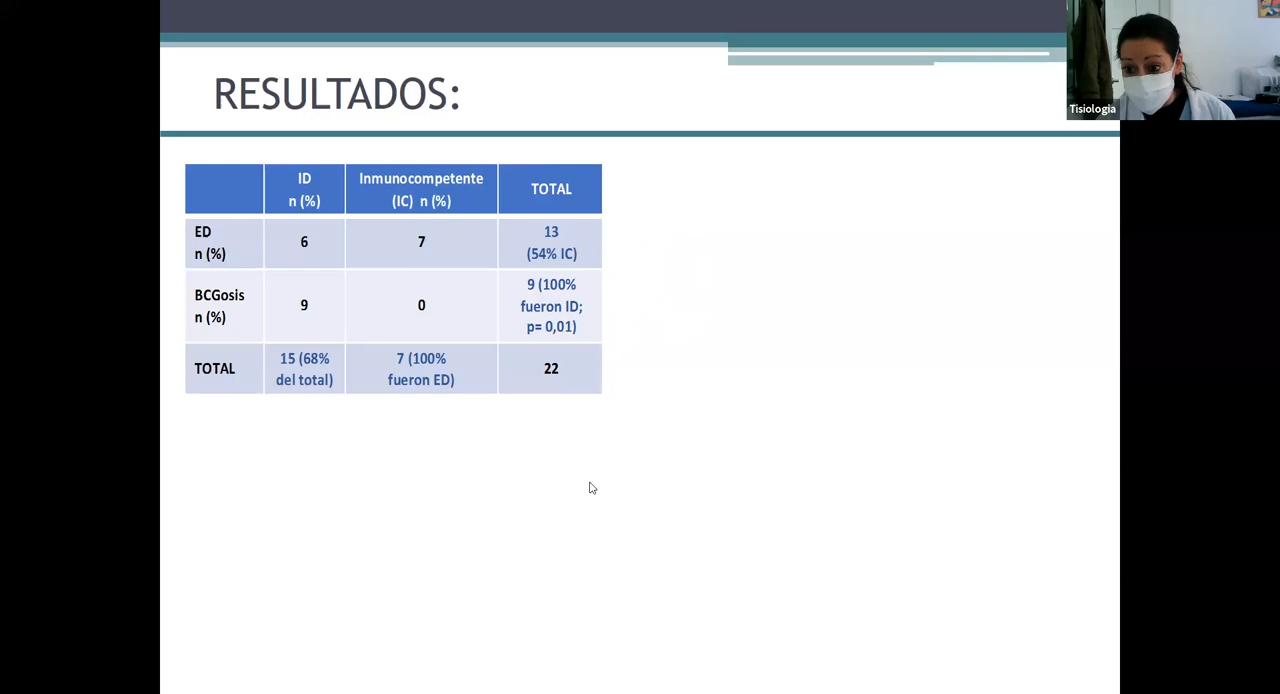 RESULTADOS:
Tisiologia
ID
n (%)
Inmunocompetente
(IC) n (%)
TOTAL
ED
n (%)
6
7
13
(54% IC)
BCGosis
n (%)
9
0
9 (100%
fueron ID;
p= 0,01)
TOTAL
15 (68%
del total)
7 (100%
fueron ED)
22